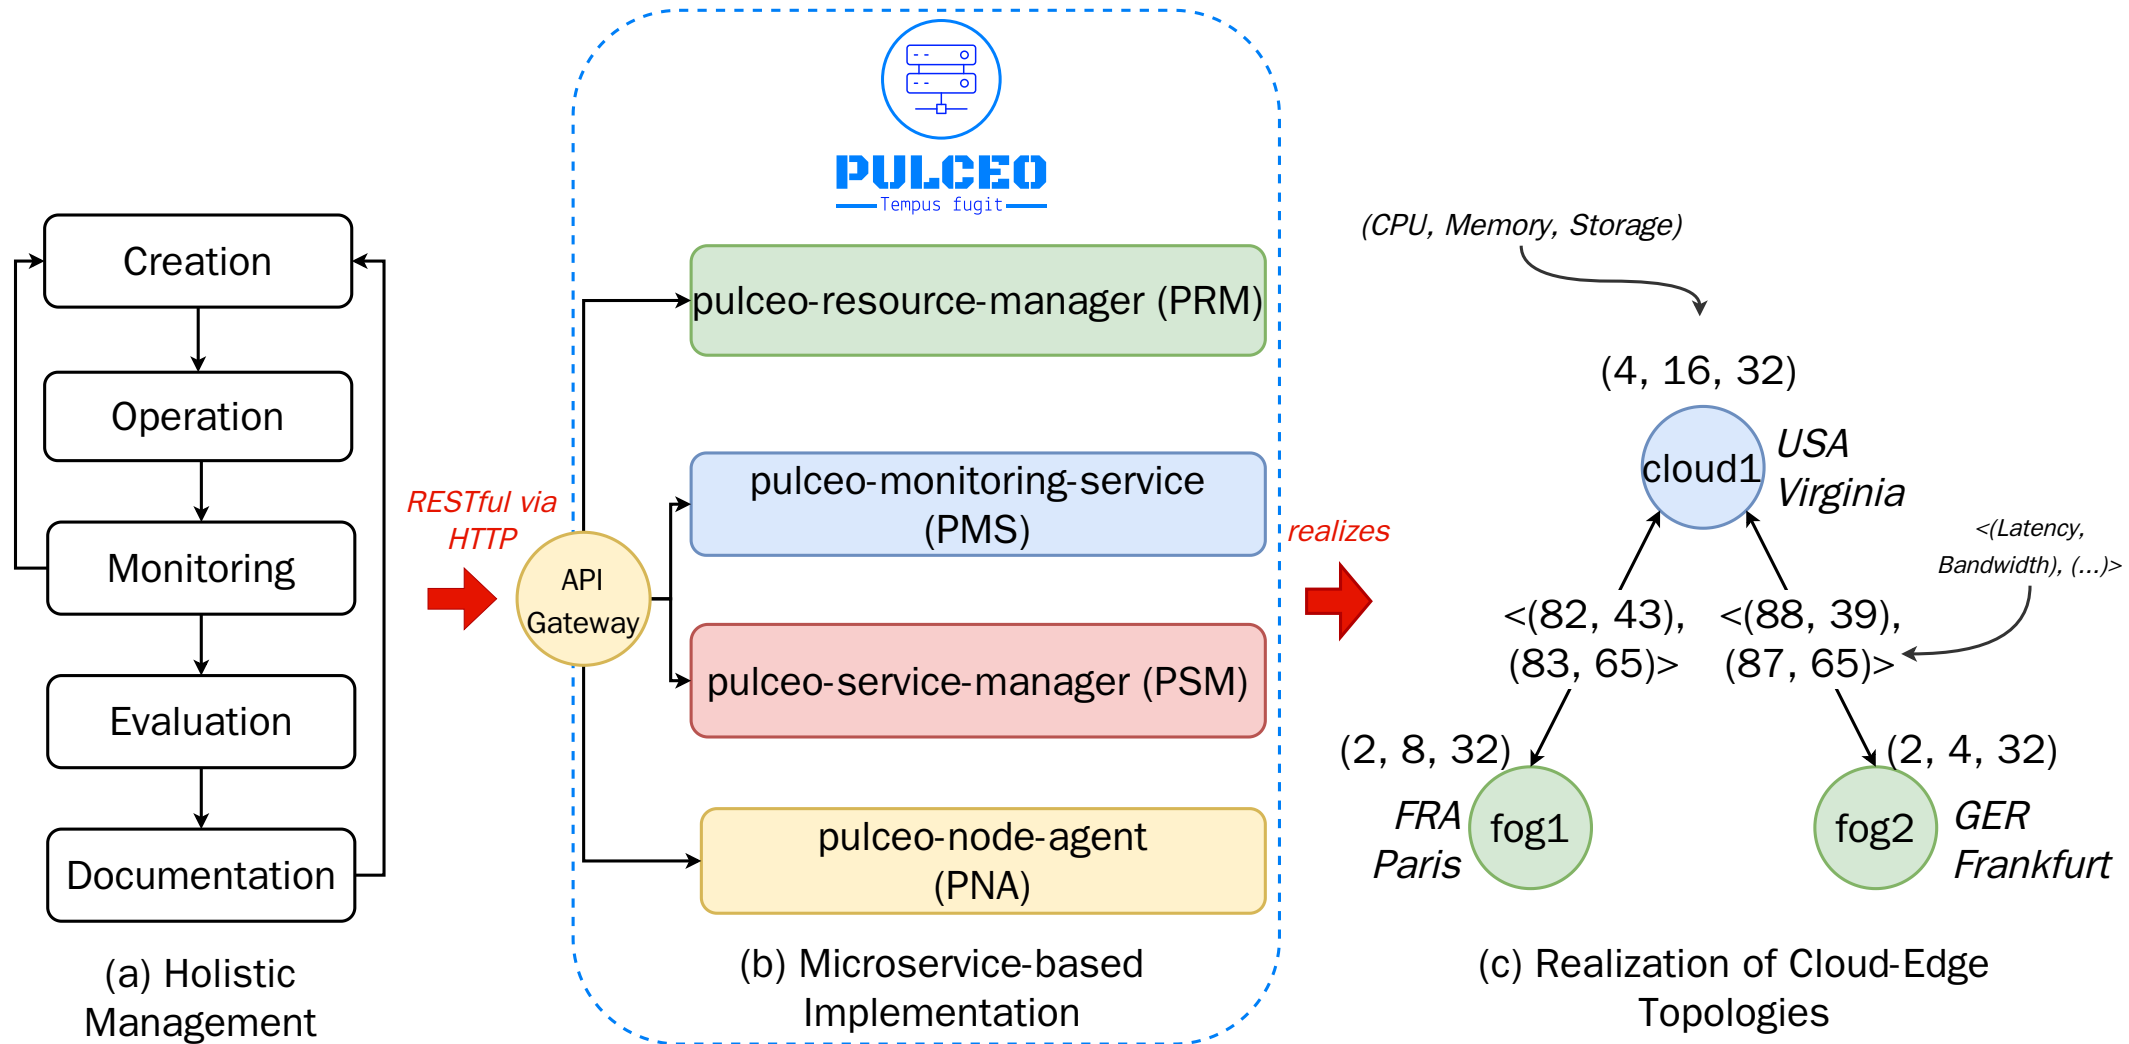 Creation
Operation
Monitoring
Evaluation
Documentation
(a) Holistic
Management
RESTful via
HTTP
API
Gateway
PULCEO
Tempus fugit
pulceo-resource-manager (PRM)
pulceo-monitoring-service
(PMS)
pulceo-service-manager (PSM)
pulceo-node-agent
(PNA)
(b) Microservice-based
Implementation
realizes
(CPU, Memory, Storage)
(4, 16, 32)
cloud1
USA
Virginia
<(Latency,
Bandwidth), (...)>
<(82, 43),
(83, 65)>
<(88, 39),
(87, 65)>
(2, 8, 32)
FRA
Paris
fog1
(2, 4, 32)
fog2
GER
Frankfurt
(c) Realization of Cloud-Edge
Topologies